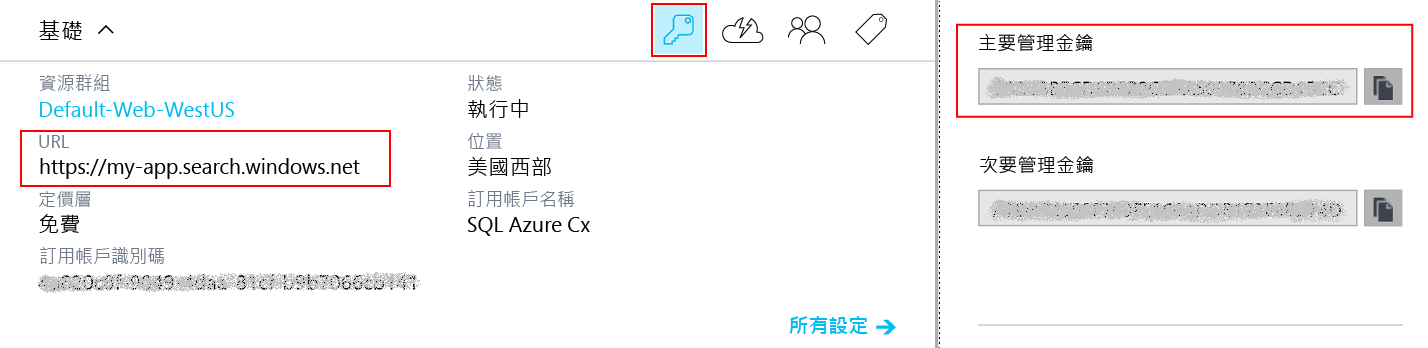 基礎
資源群組
Default-Web-WestUS
URL
https://my-app.search.windows.net
定價層
免費
訂用帳戶識別碼
狀態
執行中
位置
美國西部
訂用帳戶名稱
SQL Azure Cx
所有設定
主要管理金鑰
次要管理金鑰